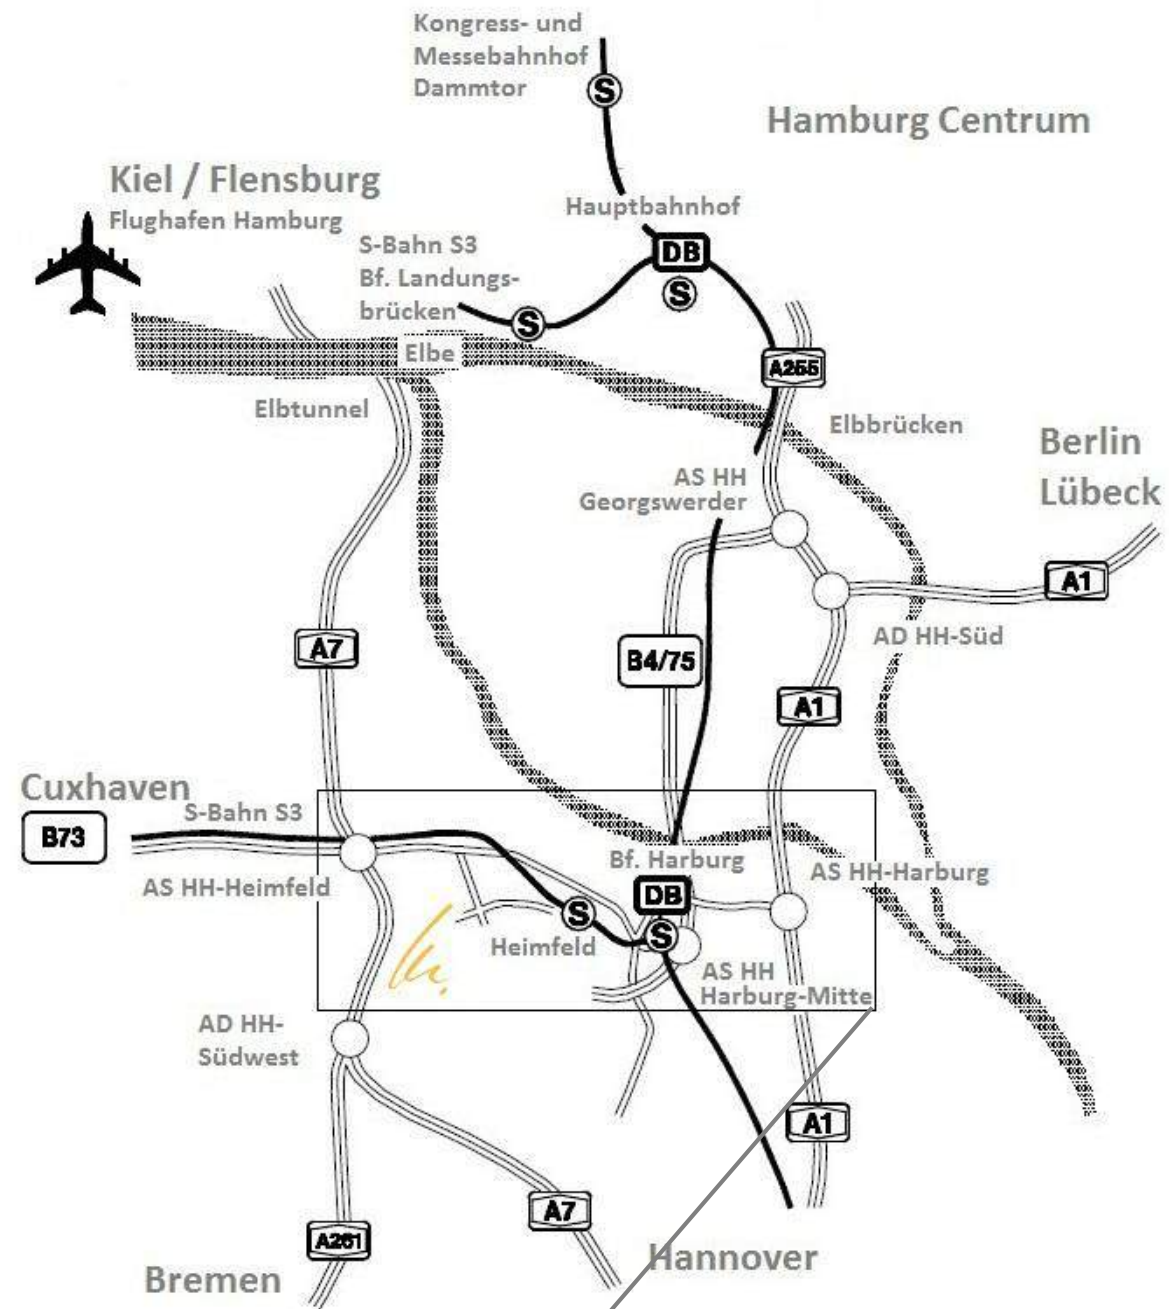 Kongress- und
Messebahnhof
Dammtor
S
Hamburg Centrum
Kiel / Flensburg
Flughafen Hamburg
Hauptbahnhof
S-Bahn S3
Bf. Landungs-
brücken
DB
S
S
Elbe
A255
Elbtunnel
Elbbrücken
Berlin
Lübeck
AS HH
Georgswerder
A1
AD HH-Süd
A7
B4/75
A1
Cuxhaven
S-Bahn S3
B73
AS HH-Heimfeld
Bf. Harburg
DB
AS HH-Harburg
S
S
Heimfeld
AS HH
Harburg-Mitte
AD HH-
Südwest
A1
A7
A261
Hannover
Bremen